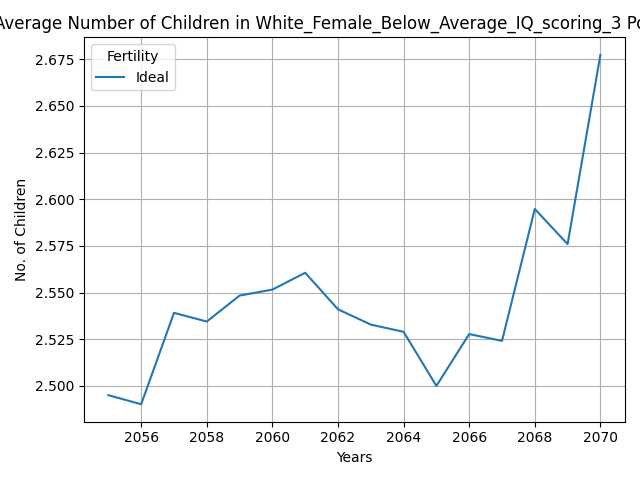 Average Number of Children in White_Female_Below_Average_IQ_scoring_3 Po
Fertility
Ideal
2.675
2.650
2.625
2.600
2.575
2.550
2.525
2.500
No. of Children
2056 2058 2060 2062 2064 2066 2068 2070
Years